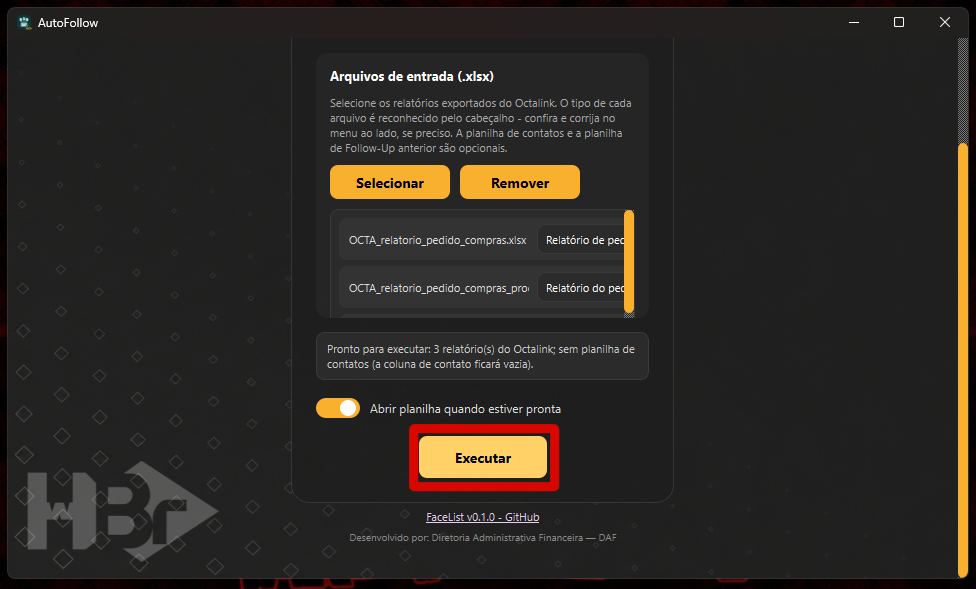 AutoFollow
Arquivos de entrada (.xlsx)
Selecione os relatórios exportados do Octalink. O tipo de cada
arquivo é reconhecido pelo cabeçalho - confira e corrija no
menu ao lado, se preciso. A planilha de contatos e a planilha
de Follow-Up anterior são opcionais.
Selecionar Remover
OCTA_relatorio_pedido_compras.xlsx Relatório de ped
OCTA_relatorio_pedido_compras_prod Relatório do ped
Pronto para executar: 3 relatório(s) do Octalink; sem planilha de
contatos (a coluna de contato ficará vazia).
Abrir planilha quando estiver pronta
Executar
WBr
FaceList v0.1.0 - GitHub
Desenvolvido por: Diretoria Administrativa Financeira — DAF